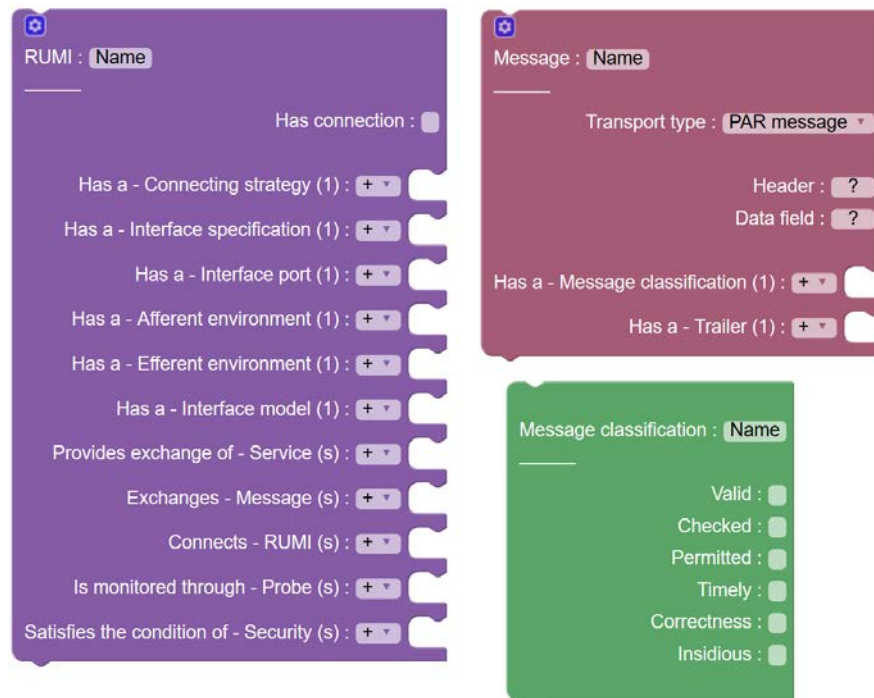 RUMI : Name
Has connection :
Has a - Connecting strategy (1) : +
Has a - Interface specification (1) : +
Has a - Interface port (1) : +
Has a - Afferent environment (1) : +
Has a - Efferent environment (1) : +
Has a - Interface model (1) : +
Provides exchange of - Service (s) : +
Exchanges - Message (s) : +
Connects - RUMI (s) : +
Is monitored through - Probe (s) : +
Satisfies the condition of - Security (s) : +
Message : Name
Transport type : PAR message
Header : ?
Data field : ?
Has a - Message classification (1) : +
Has a - Trailer (1) : +
Message classification : Name
Valid :
Checked :
Permitted :
Timely :
Correctness :
Insidious :